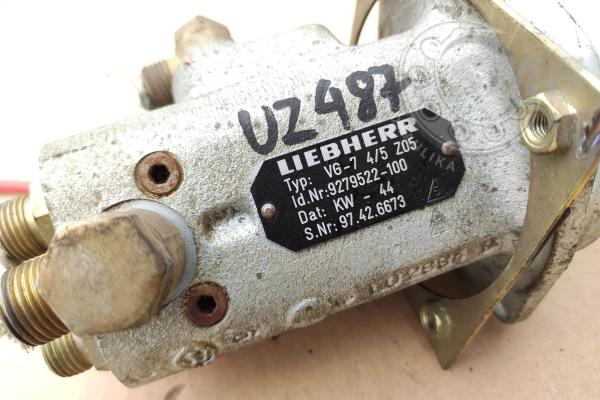 UZ487
LIEBHERR
Typ: VG-7 4/5 Z05
Id.Nr:9279522-100
Dat: KW - 44
S.Nr: 97.42.6673